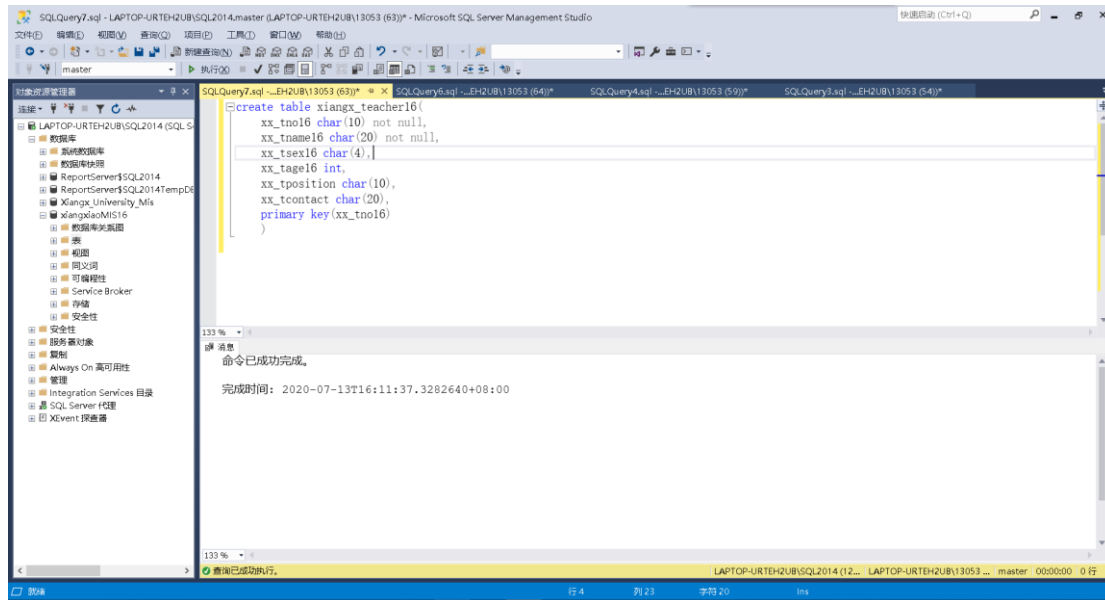 SQLQuery7.sql - LAPTOP-URTEH2UB\SQL2014.master (LAPTOP-URTEH2UB\13053 (63))* - Microsoft SQL Server Management Studio
快速启动 (Ctrl+Q)
文件(F) 编辑(E) 视图(V) 查询(Q) 项目(P) 工具(T) 窗口(W) 帮助(H)
新建查询(N)
master
执行(X)
对象资源管理器
SQLQuery7.sql -...EH2UB\13053 (63))* SQLQuery6.sql -...EH2UB\13053 (64))* SQLQuery4.sql -...EH2UB\13053 (59))* SQLQuery3.sql -...EH2UB\13053 (54))*
连接
LAPTOP-URTEH2UB\SQL2014 (SQL S
数据库
系统数据库
数据库快照
ReportServer$SQL2014
ReportServer$SQL2014TempDE
Xiangx_University_Mis
xiangxiaoMIS16
数据库关系图
表
视图
同义词
可编程性
Service Broker
存储
安全性
安全性
服务器对象
复制
Always On 高可用性
管理
Integration Services 目录
SQL Server 代理
XEvent 探查器
create table xiangx_teacher16(
xx_tno16 char(10) not null,
xx_tname16 char(20) not null,
xx_tsex16 char(4),
xx_tage16 int,
xx_tposition char(10),
xx_tcontact char(20),
primary key(xx_tno16)
)
133 %
消息
命令已成功完成。
完成时间: 2020-07-13T16:11:37.3282640+08:00
133 %
查询已成功执行。 LAPTOP-URTEH2UB\SQL2014 (12... LAPTOP-URTEH2UB\13053 ... master 00:00:00 0 行
就绪 行 4 列 23 字符 20 Ins